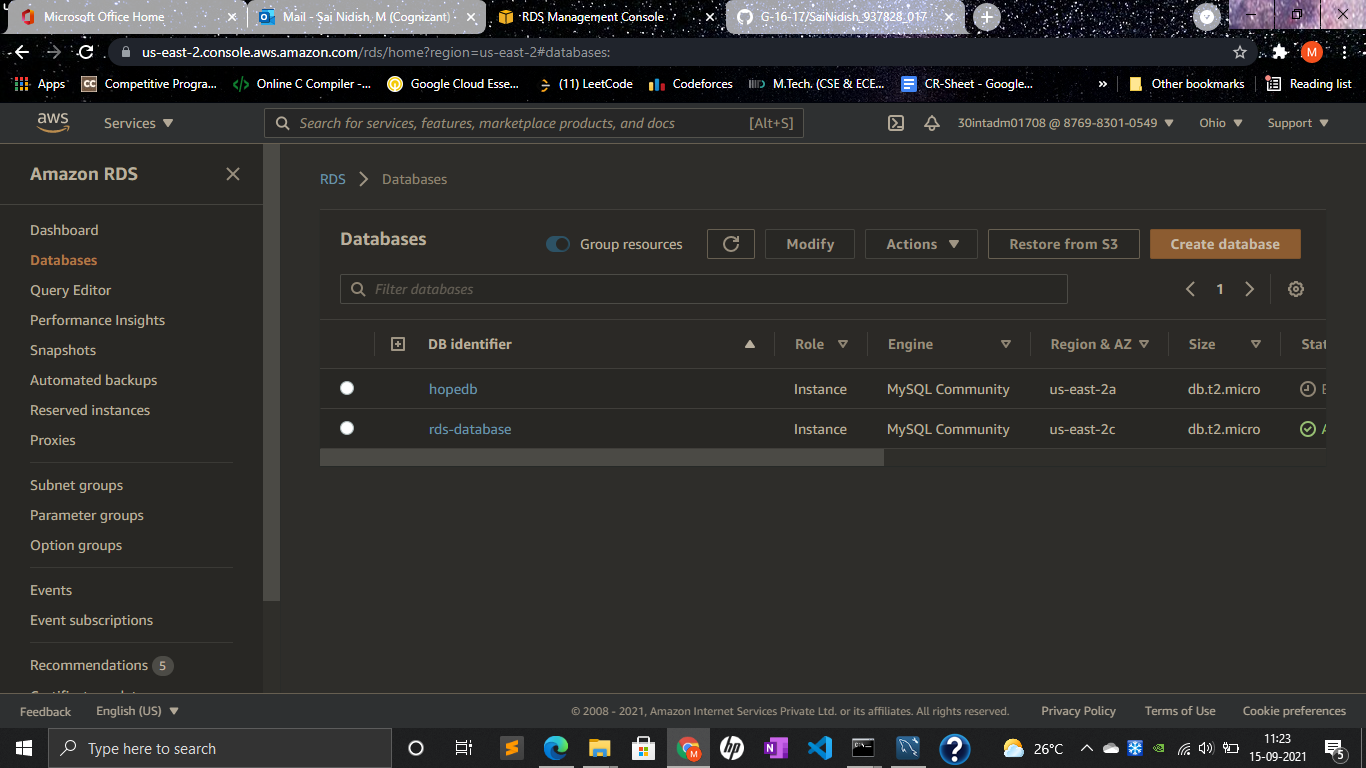 Microsoft Office Home
Mail - Sai Nidish, M (Cognizant)
RDS Management Console
G-16-17/SaiNidish_937828_017
us-east-2.console.aws.amazon.com/rds/home?region=us-east-2#databases:
M
Apps
CC
Competitive Progra...
Online C Compiler -...
Google Cloud Esse...
(11) LeetCode
Codeforces
M.Tech. (CSE & ECE...
CR-Sheet - Google...
»
Other bookmarks
Reading list
aws
Services
Search for services, features, marketplace products, and docs
[Alt+S]
30intadm01708 @ 8769-8301-0549
Ohio
Support
Amazon RDS
Dashboard
Databases
Query Editor
Performance Insights
Snapshots
Automated backups
Reserved instances
Proxies
Subnet groups
Parameter groups
Option groups
Events
Event subscriptions
Recommendations 5
RDS
Databases
Databases
Group resources
Modify
Actions
Restore from S3
Create database
Filter databases
1
DB identifier
Role
Engine
Region & AZ
Size
Stat
hopedb
Instance
MySQL Community
us-east-2a
db.t2.micro
rds-database
Instance
MySQL Community
us-east-2c
db.t2.micro
Feedback
English (US)
© 2008 - 2021, Amazon Internet Services Private Ltd. or its affiliates. All rights reserved.
Privacy Policy
Terms of Use
Cookie preferences
Type here to search
26°C
11:23
15-09-2021
5